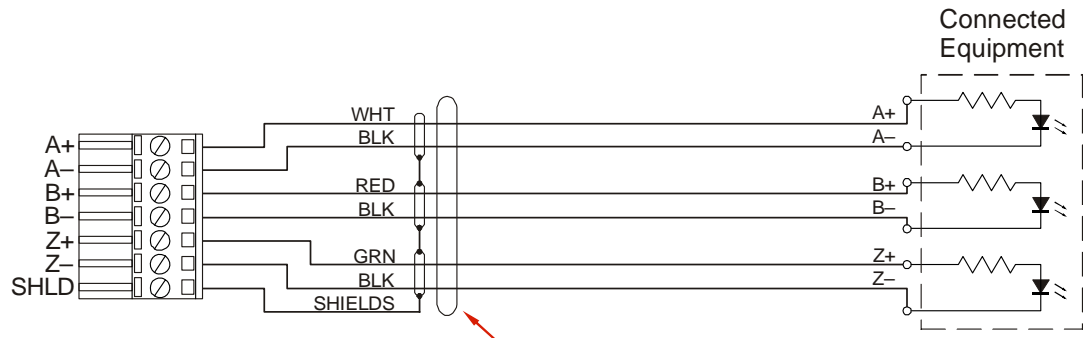 Connected
Equipment
WHT
BLK
RED
BLK
GRN
BLK
SHIELDS
A+
A–
B+
B–
Z+
Z–
SHLD
A+
A–
B+
B–
Z+
Z–